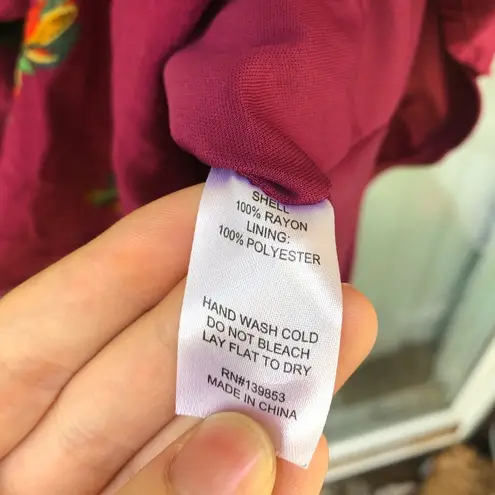 SHELL
100% RAYON
LINING:
100% POLYESTER
HAND WASH COLD
DO NOT BLEACH
LAY FLAT TO DRY
RN#139853
MADE IN CHINA